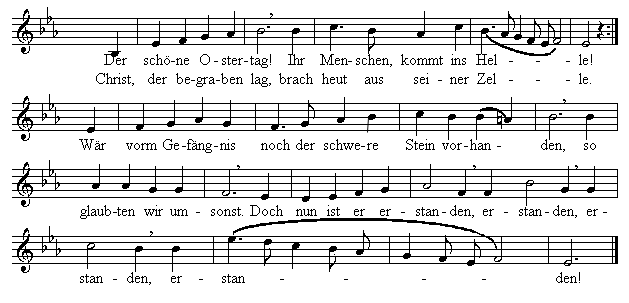 Der schö-ne O-ster-tag! Ihr Men-schen, kommt ins Hel - - - le!
Christ, der be-gra-ben lag, brach heut aus sei-ner Zel - - - le.
Wär vorm Ge-fäng-nis noch der schwe-re Stein vor-han - den, so
glaub-ten wir um-sonst. Doch nun ist er er-stan-den, er-stan-den, er-
stan-den, er-stan - - - - - - - den!